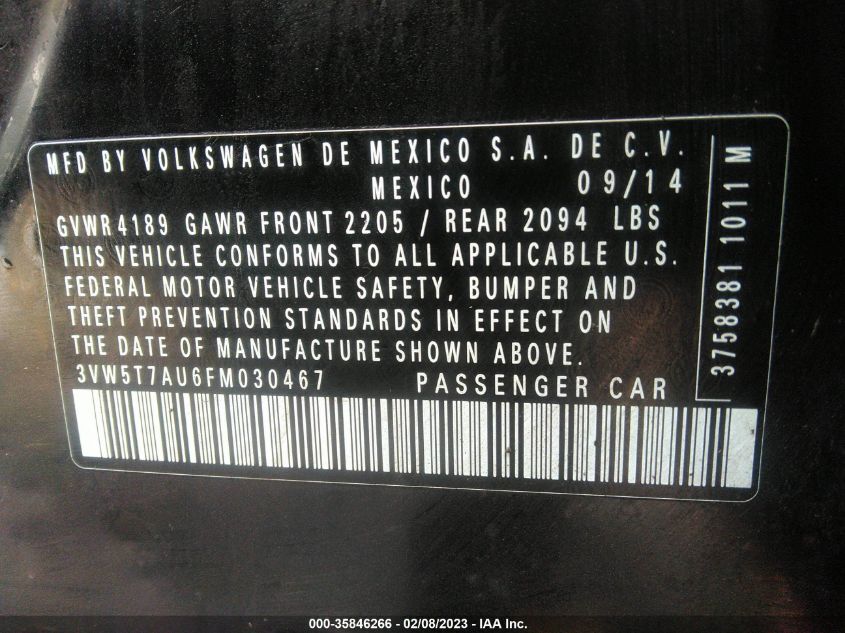 MFD BY VOLKSWAGEN DE MEXICO S.A. DE C.V.
MEXICO 09/14
GVWR 4189 GAWR FRONT 2205 / REAR 2094 LBS
THIS VEHICLE CONFORMS TO ALL APPLICABLE U.S.
FEDERAL MOTOR VEHICLE SAFETY, BUMPER AND
THEFT PREVENTION STANDARDS IN EFFECT ON
THE DATE OF MANUFACTURE SHOWN ABOVE.
3VW5T7AU6FM030467 PASSENGER CAR
3758381 1011 M
000-35846266 - 02/08/2023 - IAA Inc.